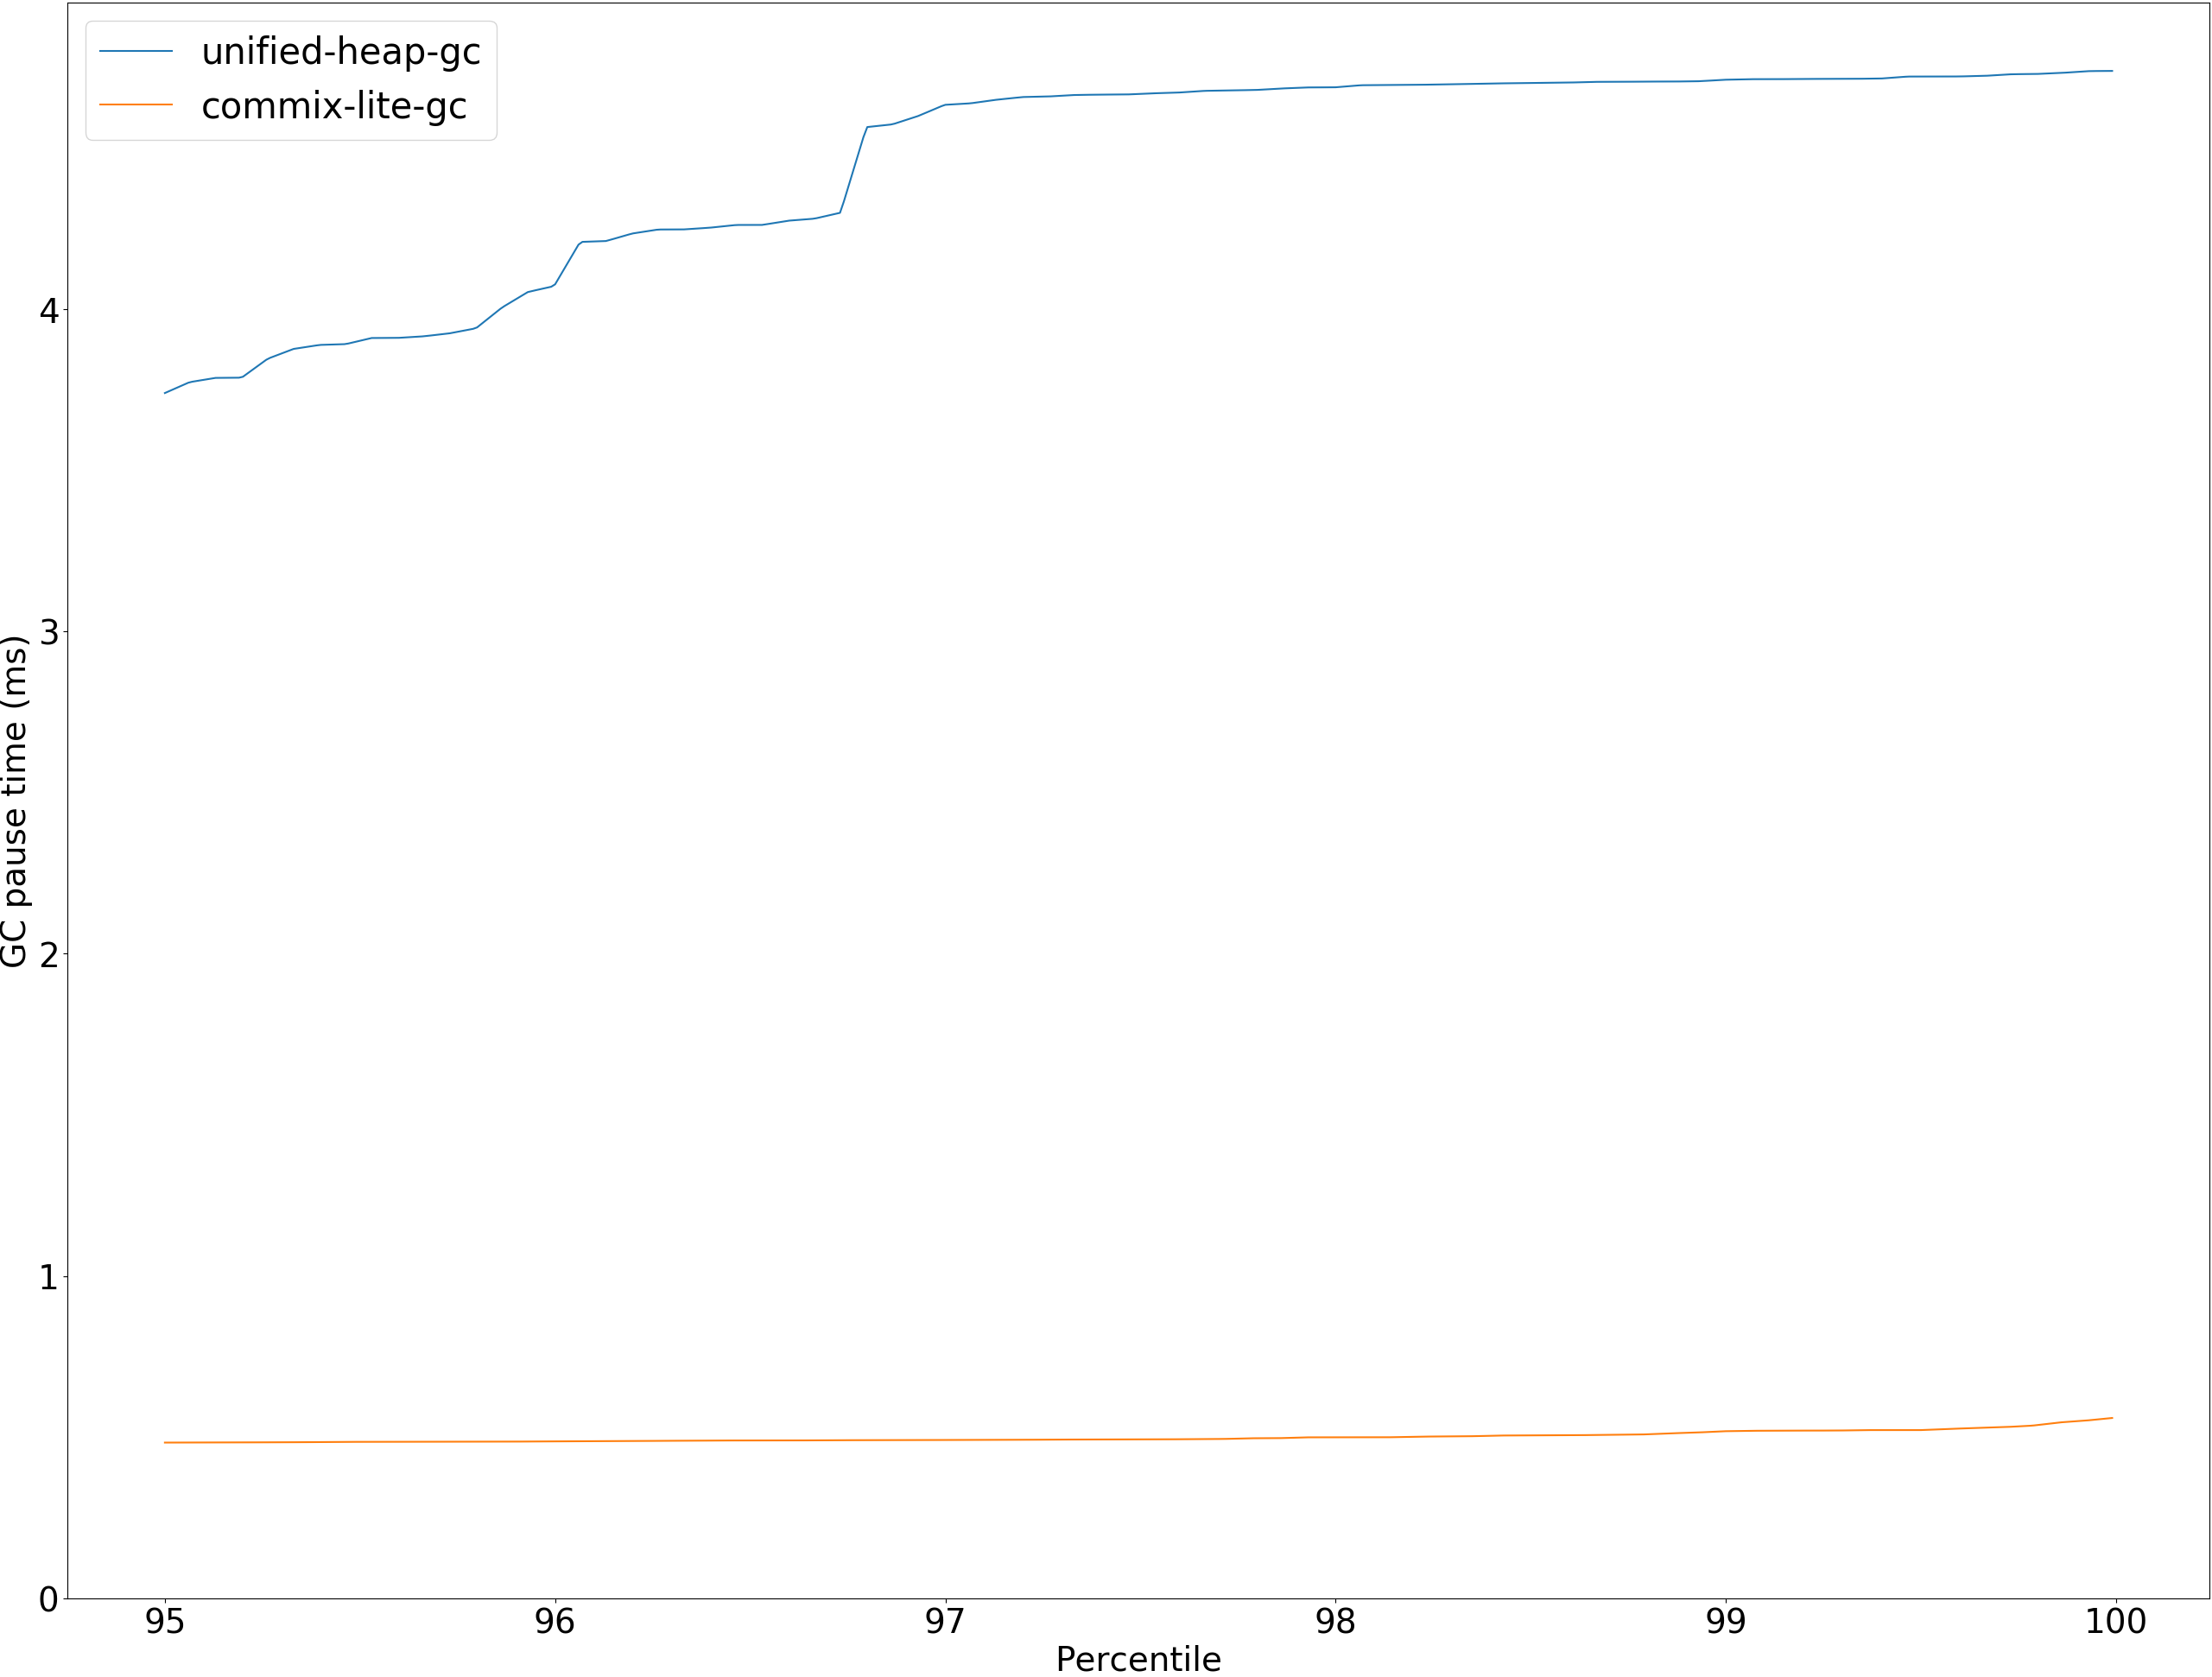 unified-heap-gc
commix-lite-gc
GC pause time (ms)
4
3
2
1
0
95 96 97 98 99 100
Percentile